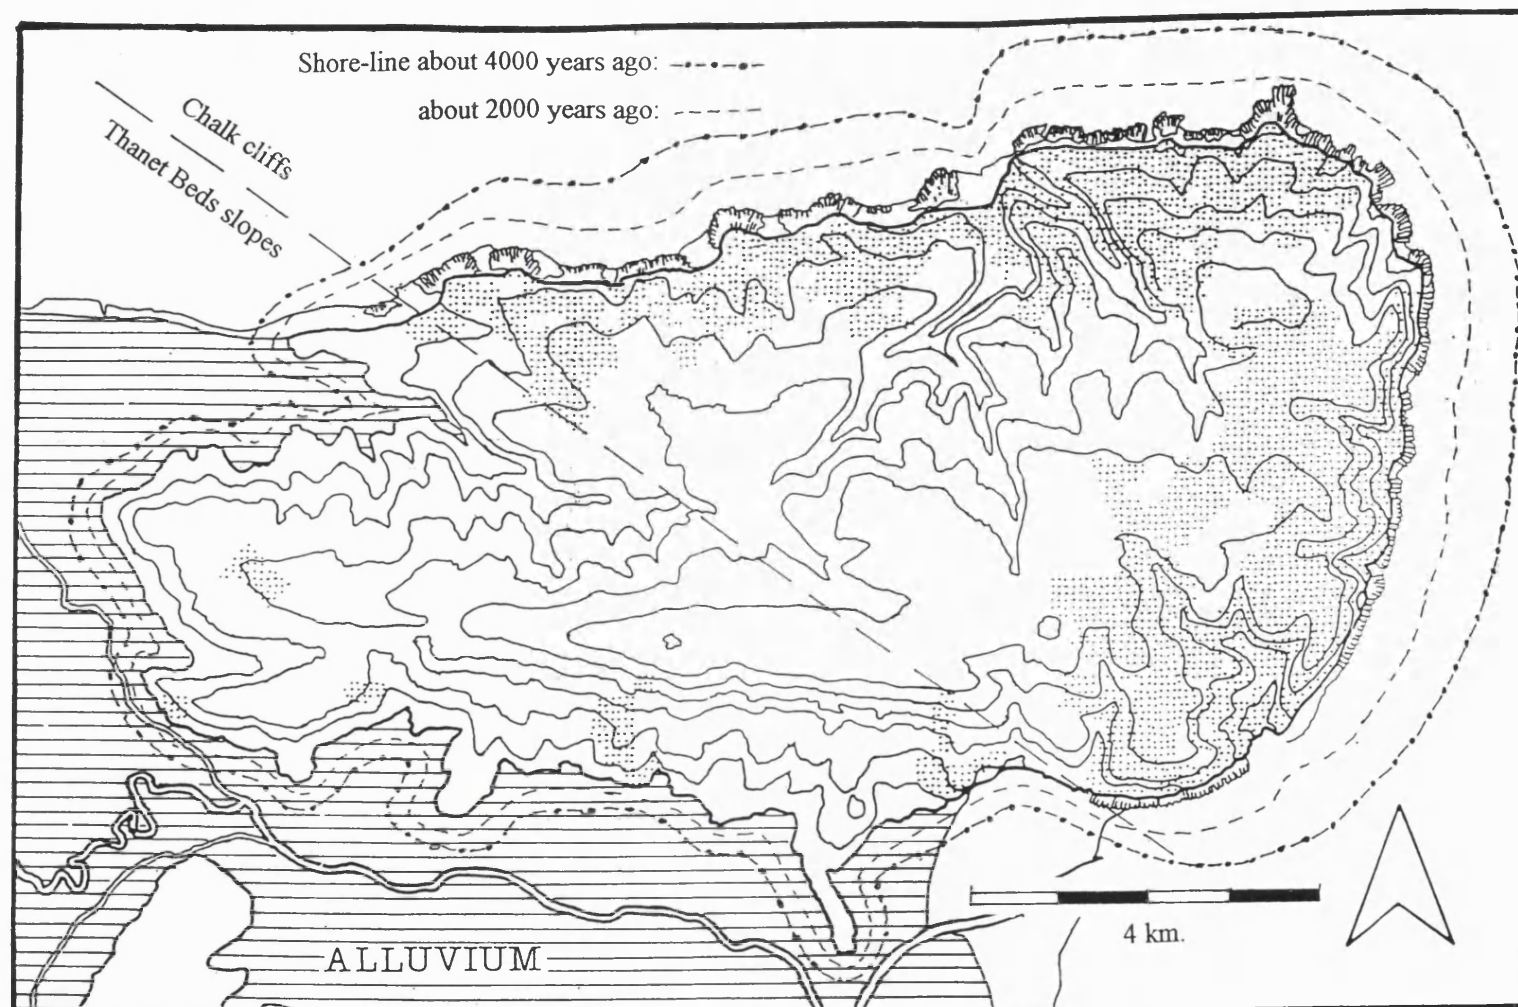 Shore-line about 4000 years ago:
about 2000 years ago:
Chalk cliffs
Thanet Beds slopes
4 km.
ALLUVIUM